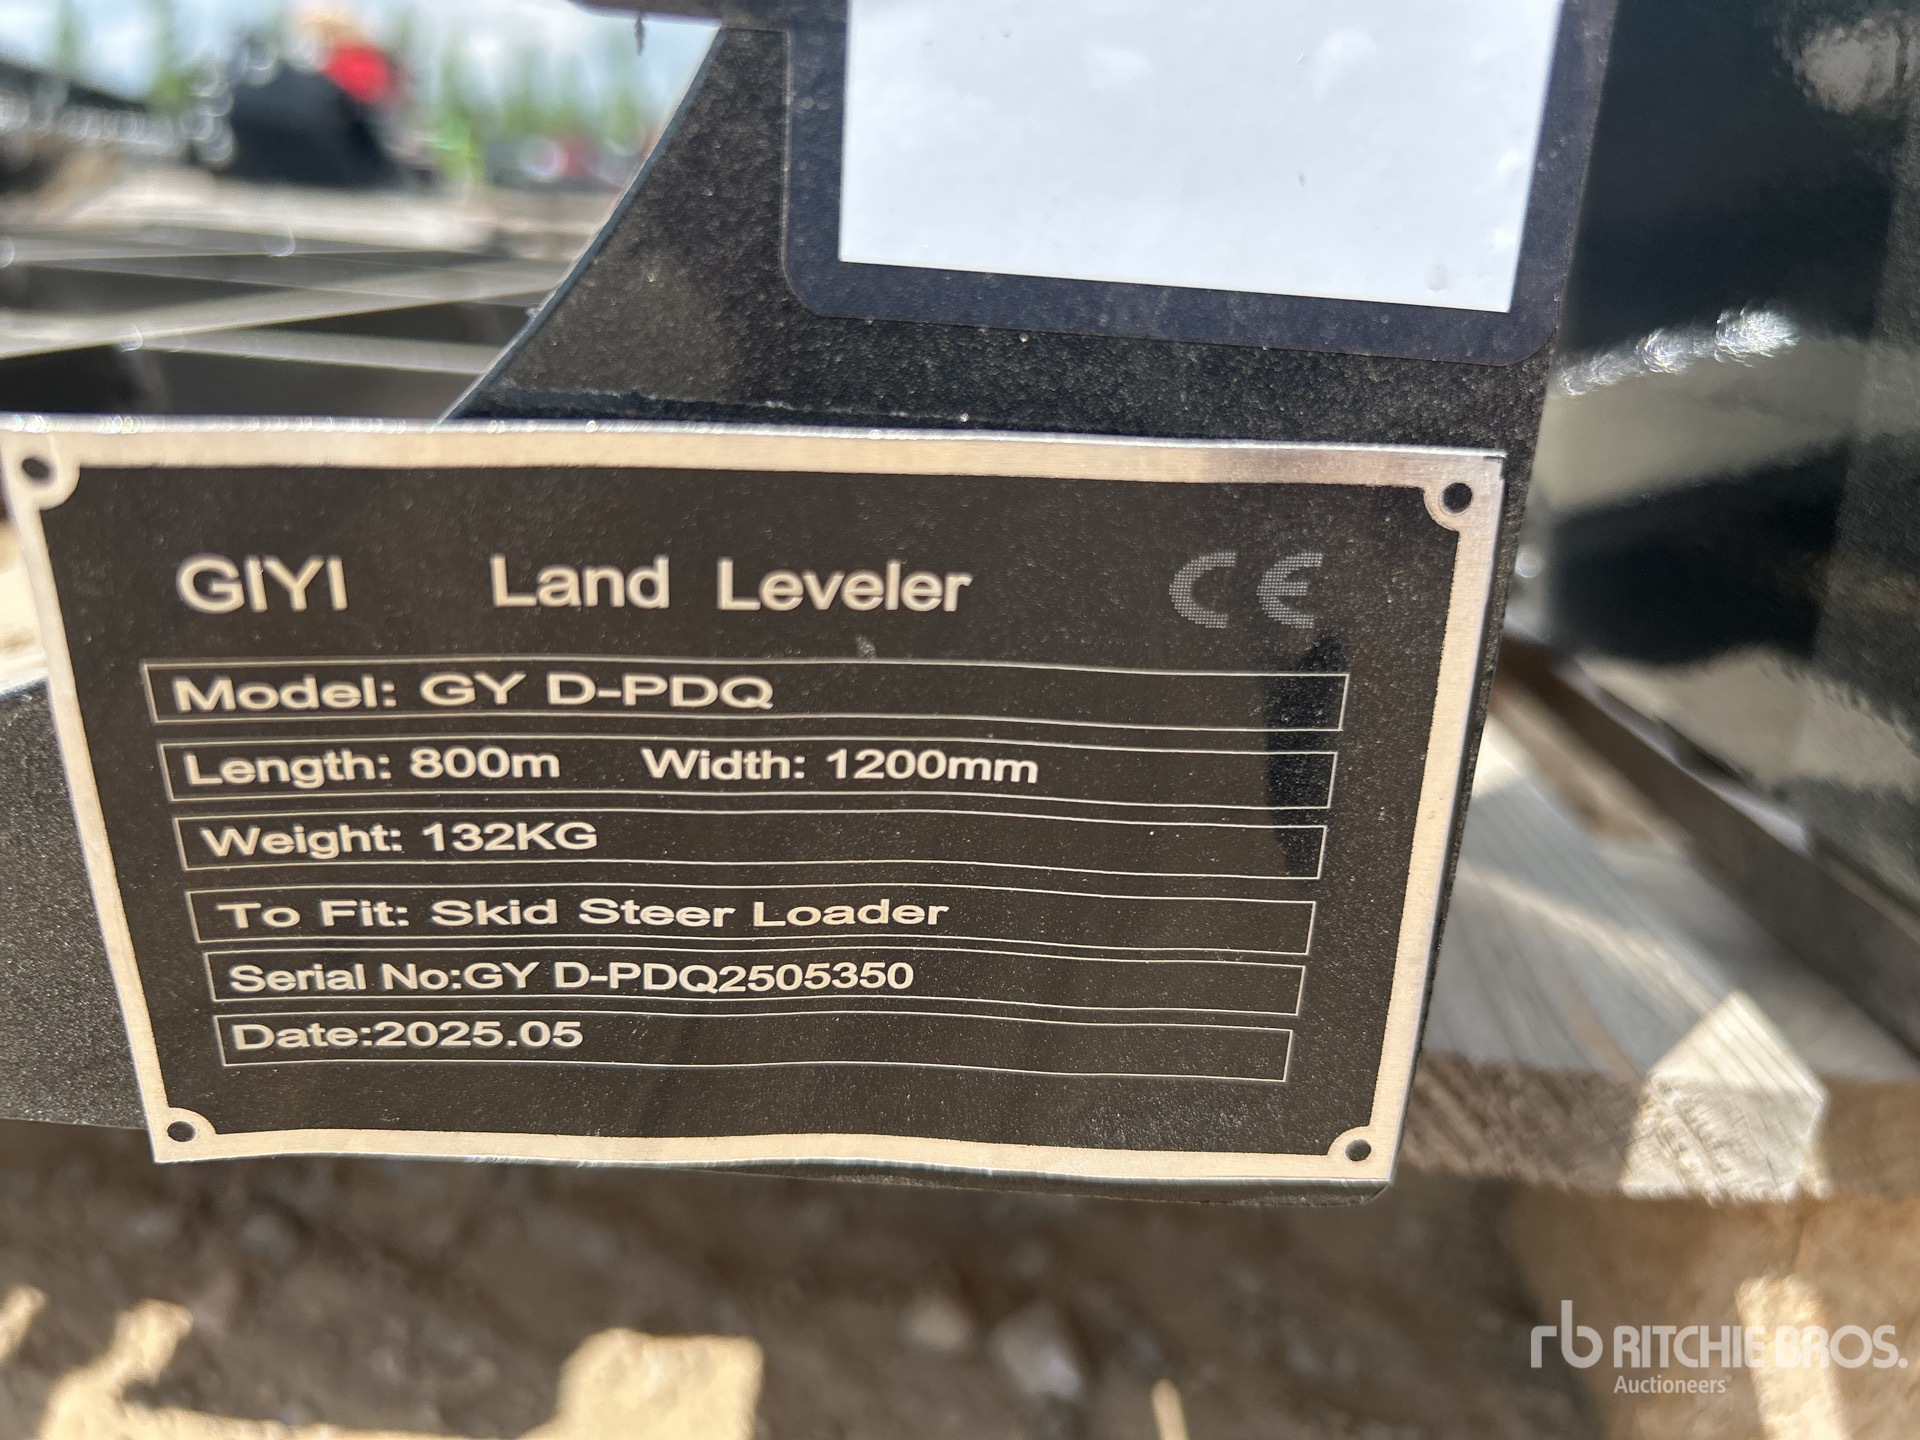 GIYI Land Leveler CE
Model: GY D-PDQ
Length: 800m Width: 1200mm
Weight: 132KG
To Fit: Skid Steer Loader
Serial No:GY D-PDQ2505350
Date:2025.05
rb RITCHIE BROS.
Auctioneers